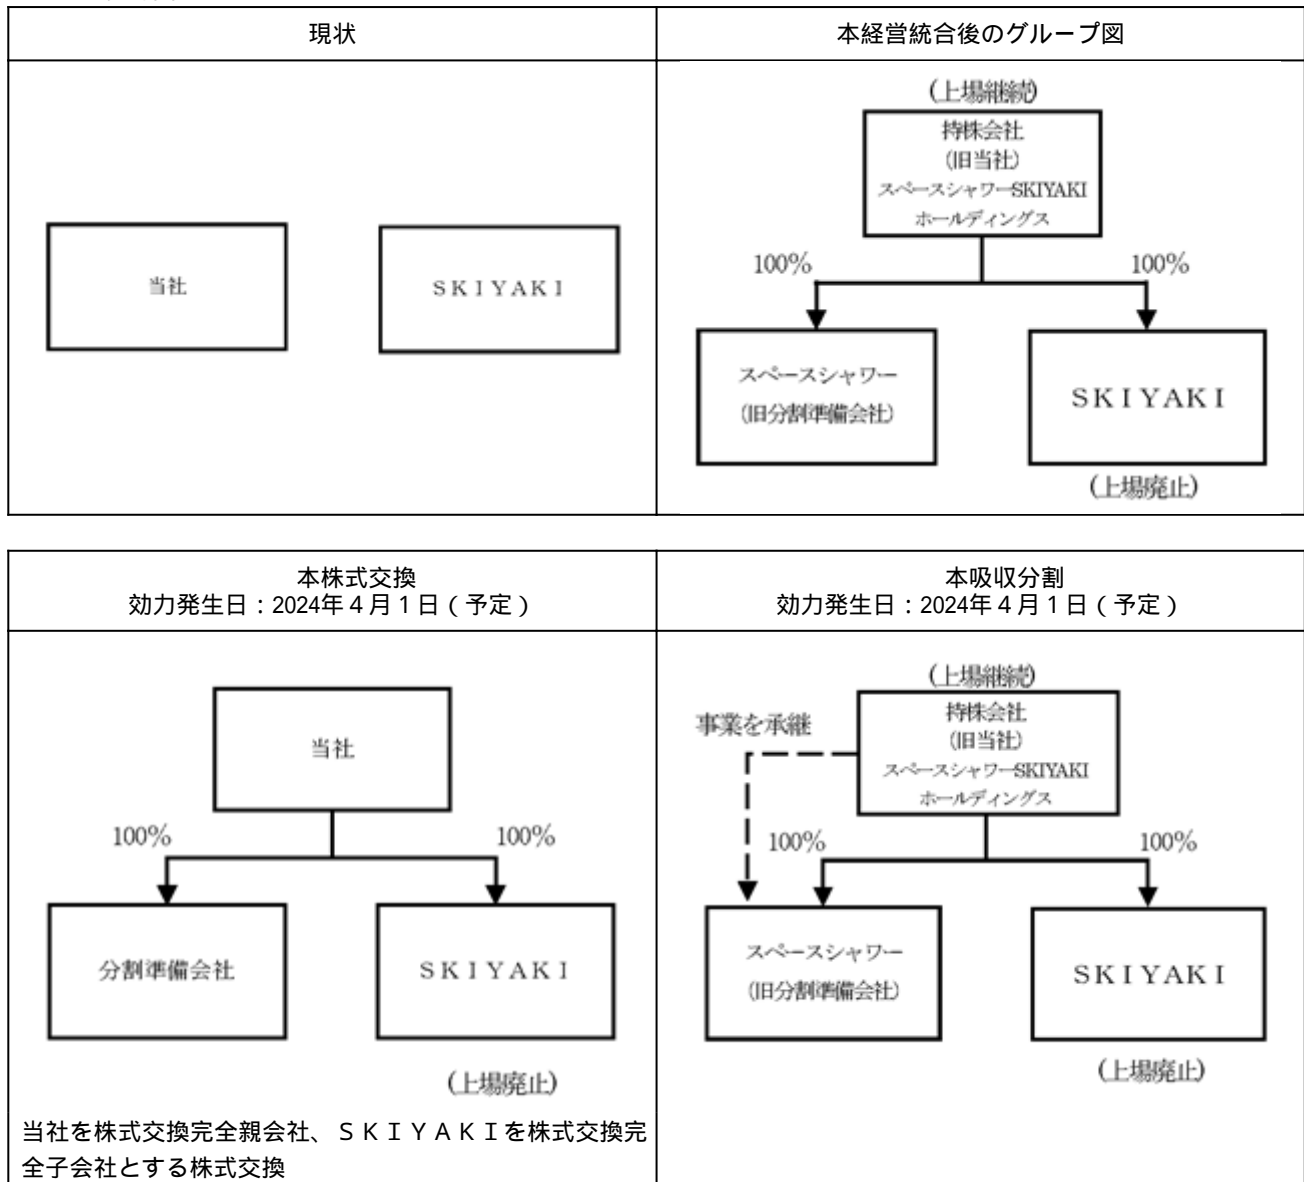 現状
本経営統合後のグループ図
当社
ＳＫＩＹＡＫＩ
(上場継続)
持株会社
(旧当社)
スペースシャワーSKIYAKI
ホールディングス
100%
100%
スペースシャワー
(旧分割準備会社)
ＳＫＩＹＡＫＩ
(上場廃止)
本株式交換
効力発生日：2024年４月１日（予定）
本吸収分割
効力発生日：2024年４月１日（予定）
当社
100%
100%
分割準備会社
ＳＫＩＹＡＫＩ
(上場廃止)
当社を株式交換完全親会社、ＳＫＩＹＡＫＩを株式交換完
全子会社とする株式交換
(上場継続)
持株会社
(旧当社)
スペースシャワーSKIYAKI
ホールディングス
事業を承継
100%
100%
スペースシャワー
(旧分割準備会社)
ＳＫＩＹＡＫＩ
(上場廃止)